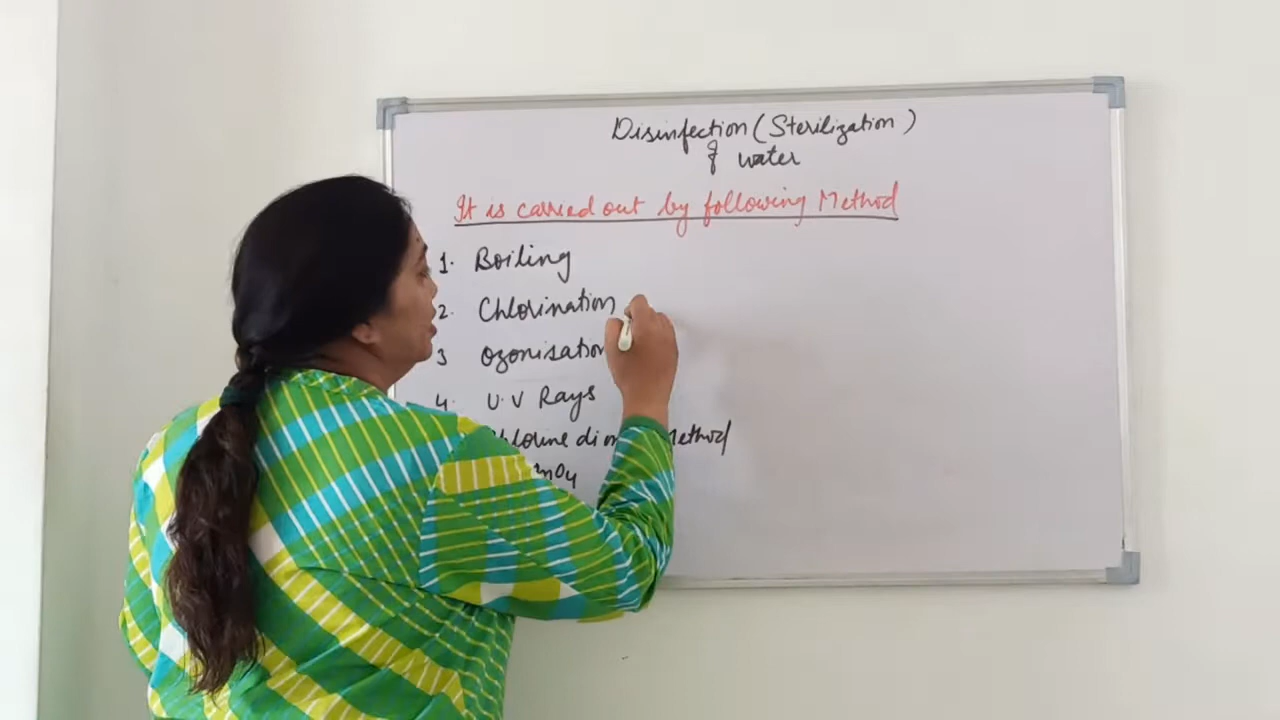 Disinfection (Sterilization)
of water
It is carried out by following Method
1. Boiling
2. Chlorination
3 Ozonisation
4. U.V Rays
Method